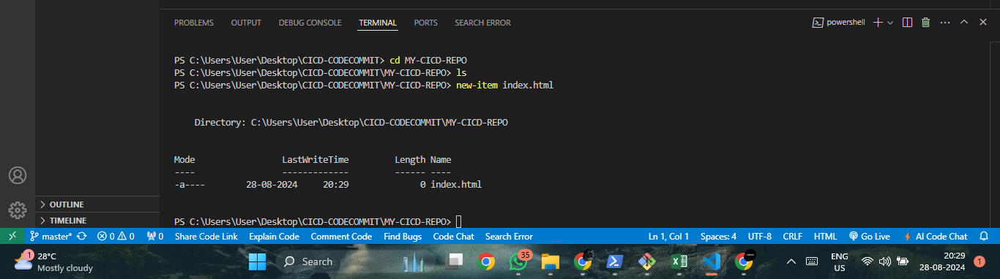 PROBLEMS OUTPUT DEBUG CONSOLE TERMINAL PORTS SEARCH ERROR powershell
PS C:\Users\User\Desktop\CICD-CODECOMMIT> cd MY-CICD-REPO
PS C:\Users\User\Desktop\CICD-CODECOMMIT\MY-CICD-REPO> ls
PS C:\Users\User\Desktop\CICD-CODECOMMIT\MY-CICD-REPO> new-item index.html
Directory: C:\Users\User\Desktop\CICD-CODECOMMIT\MY-CICD-REPO
Mode LastWriteTime Length Name
---- ------------- ------ ----
-a---- 28-08-2024 20:29 0 index.html
OUTLINE
TIMELINE
PS C:\Users\User\Desktop\CICD-CODECOMMIT\MY-CICD-REPO>
master* 0 0 0 Share Code Link Explain Code Comment Code Find Bugs Code Chat Search Error Ln 1, Col 1 Spaces: 4 UTF-8 CRLF HTML Go Live AI Code Chat
1 28°C
Mostly cloudy
Search
35
ENG
US
20:29
28-08-2024
1